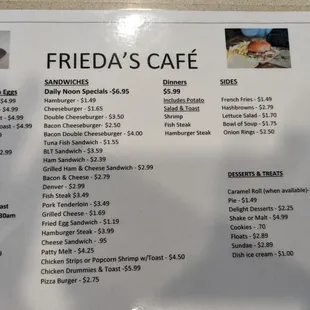 FRIEDA'S CAFÉ
Eggs
$4.99
- $4.99
$4.99
oast - $4.99
4.99
.99
ast
:30am
SANDWICHES
Daily Noon Specials -$6.95
Hamburger - $1.49
Cheeseburger - $1.65
Double Cheeseburger - $3.50
Bacon Cheeseburger - $2.50
Bacon Double Cheeseburger - $4.00
Tuna Fish Sandwich - $1.55
BLT Sandwich - $3.59
Ham Sandwich - $2.39
Grilled Ham & Cheese Sandwich - $2.99
Bacon & Cheese - $2.79
Denver - $2.99
Fish Steak $3.49
Pork Tenderloin - $3.49
Grilled Cheese - $1.69
Fried Egg Sandwich - $1.19
Hamburger Steak - $3.99
Cheese Sandwich - .95
Patty Melt - $4.25
Chicken Strips or Popcorn Shrimp w/Toast - $4.50
Chicken Drummies & Toast -$5.99
Pizza Burger - $2.75
Dinners
$5.99
Includes Potato
Salad & Toast
Shrimp
Fish Steak
Hamburger Steak
SIDES
French Fries - $1.49
Hashbrowns - $2.79
Lettuce Salad - $1.70
Bowl of Soup - $1.75
Onion Rings - $2.50
DESSERTS & TREATS
Caramel Roll (when available)-
Pie - $1.49
Delight Desserts - $2.25
Shake or Malt - $4.99
Cookies - .70
Floats - $2.89
Sundae - $2.89
Dish ice cream - $1.00